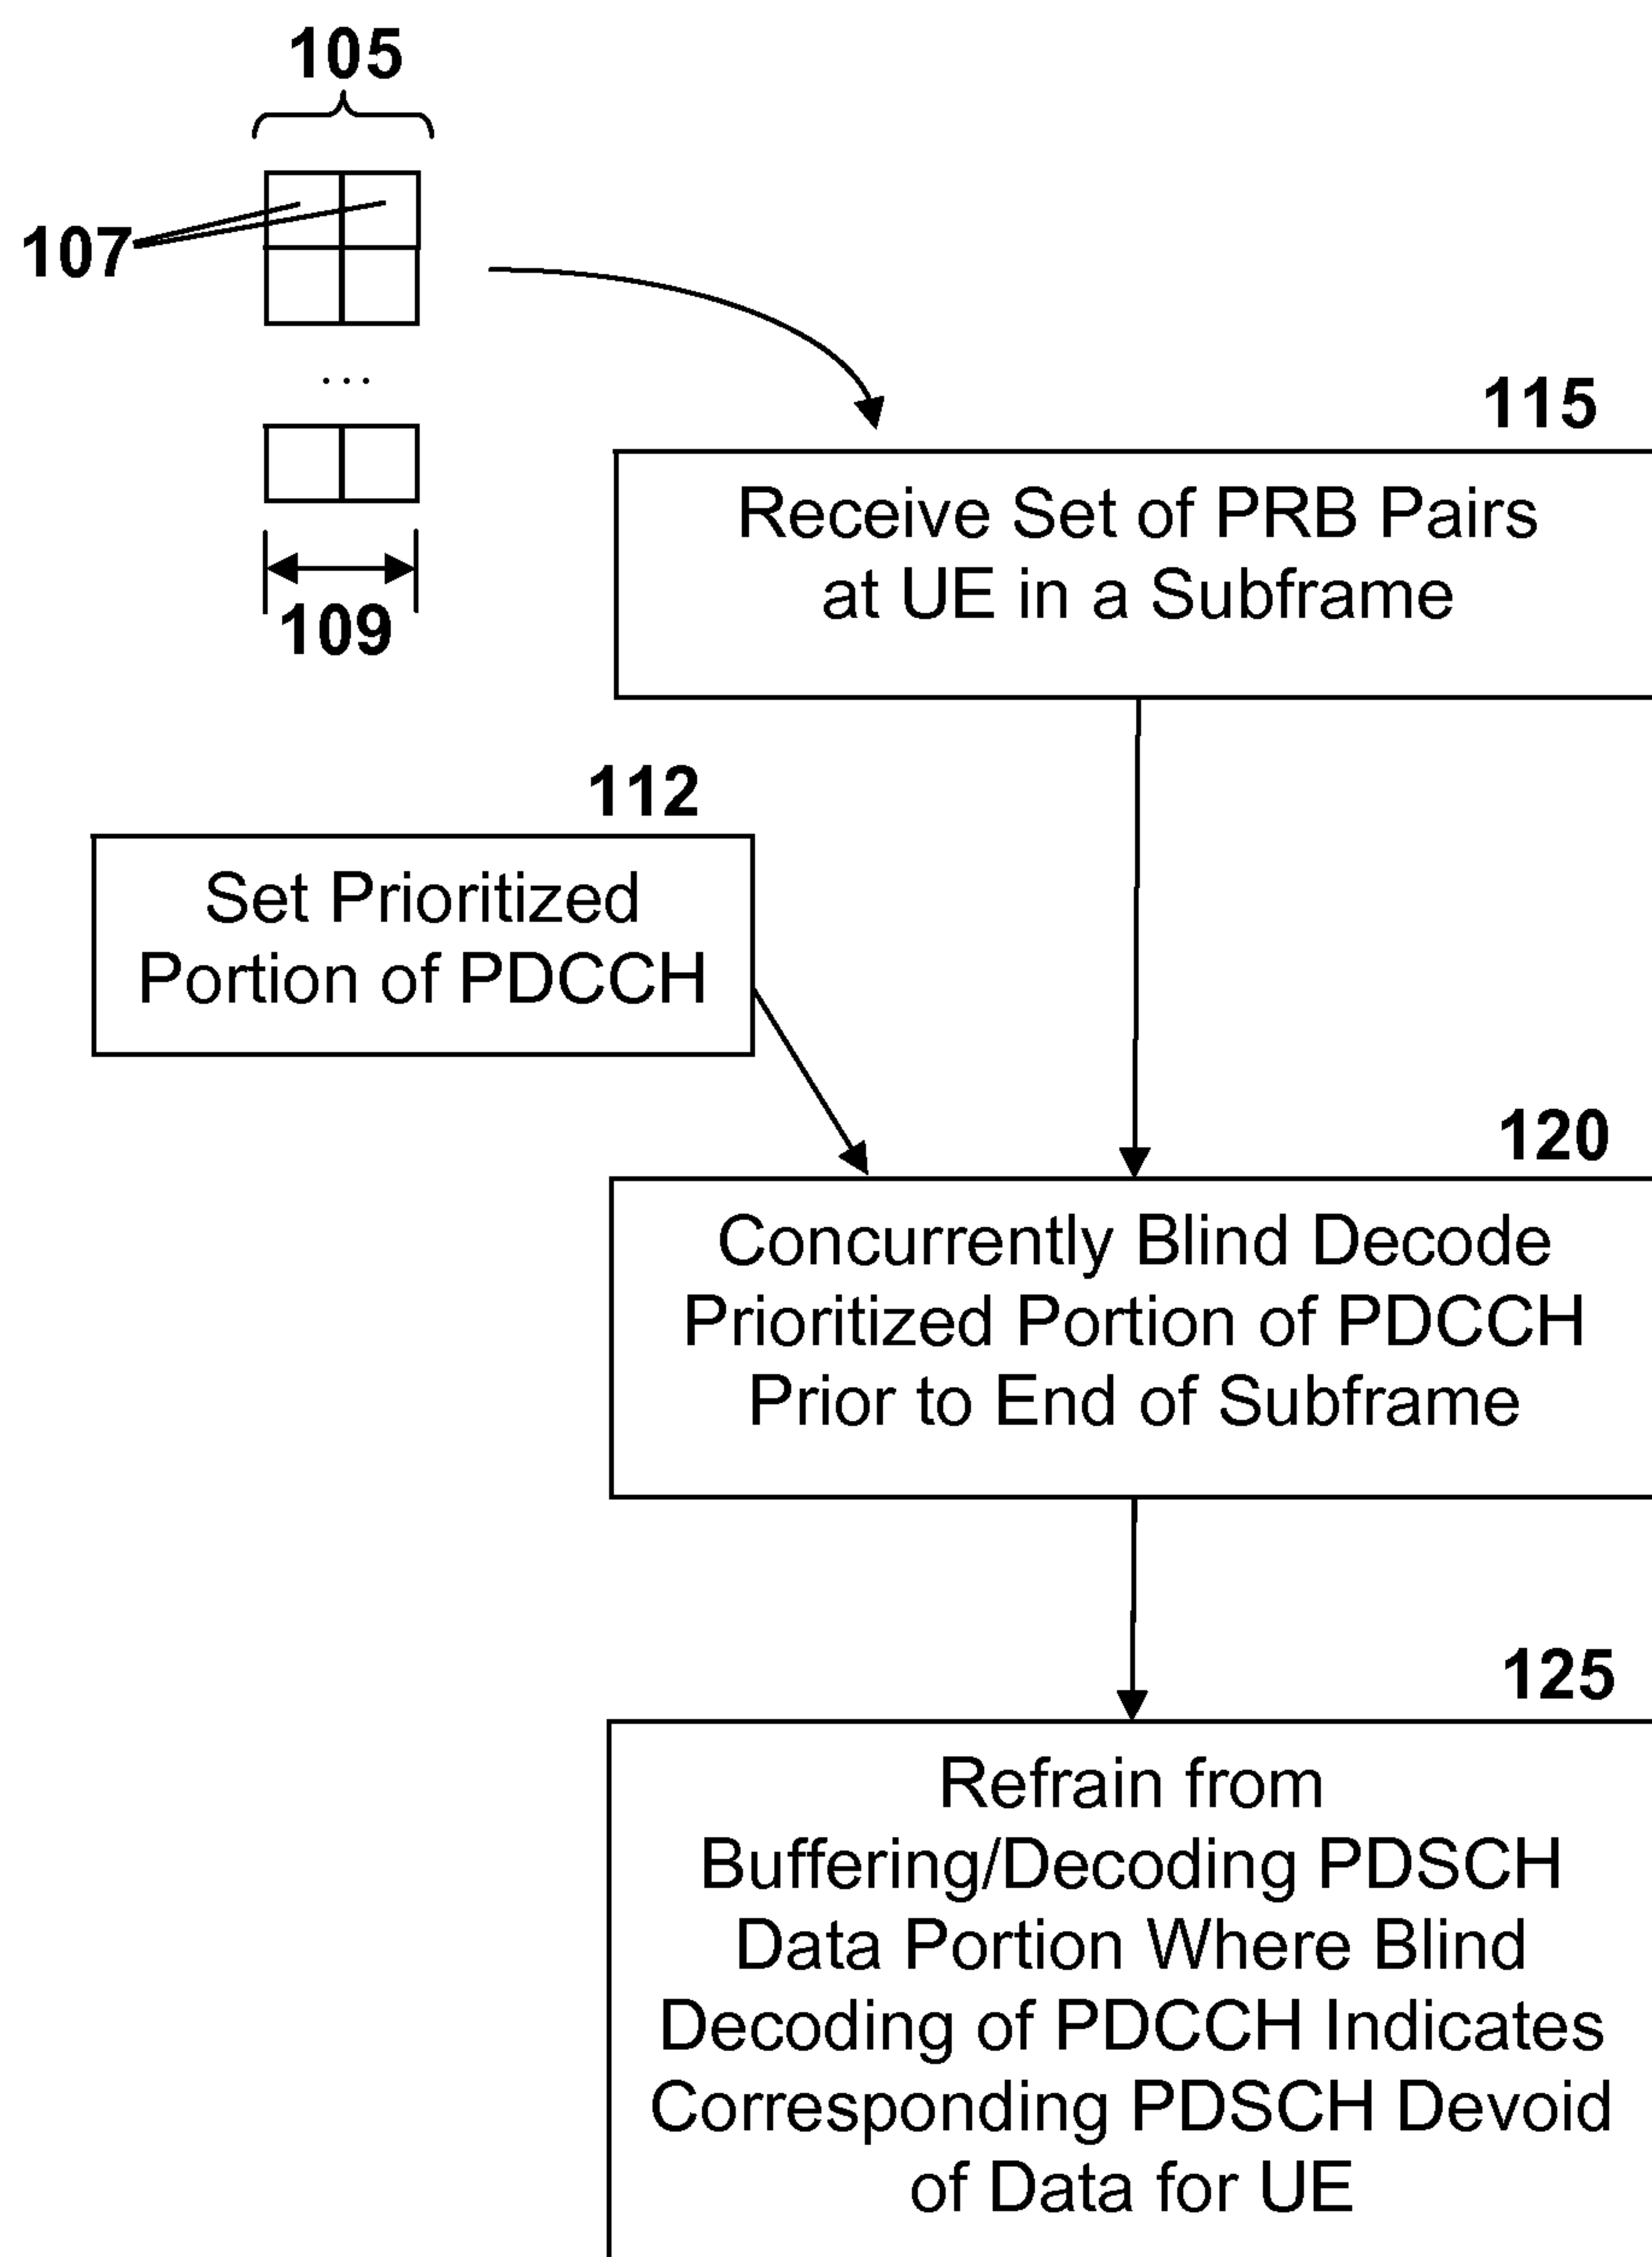 105
107
...
109
115
Receive Set of PRB Pairs
at UE in a Subframe
112
Set Prioritized
Portion of PDCCH
120
Concurrently Blind Decode
Prioritized Portion of PDCCH
Prior to End of Subframe
125
Refrain from
Buffering/Decoding PDSCH
Data Portion Where Blind
Decoding of PDCCH Indicates
Corresponding PDSCH Devoid
of Data for UE